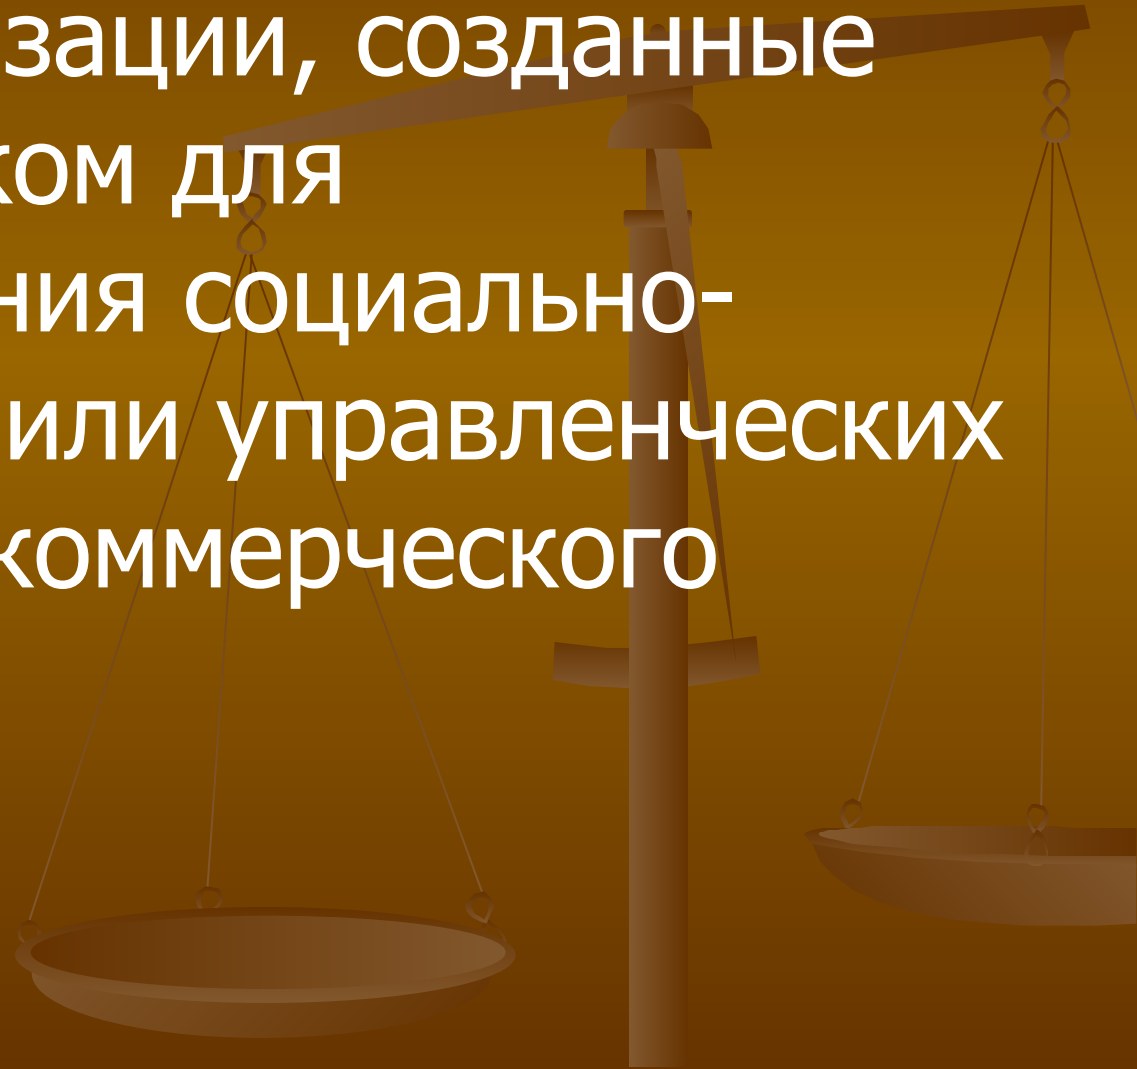 зации, созданные
ком для
ния социально-
или управленческих
коммерческого